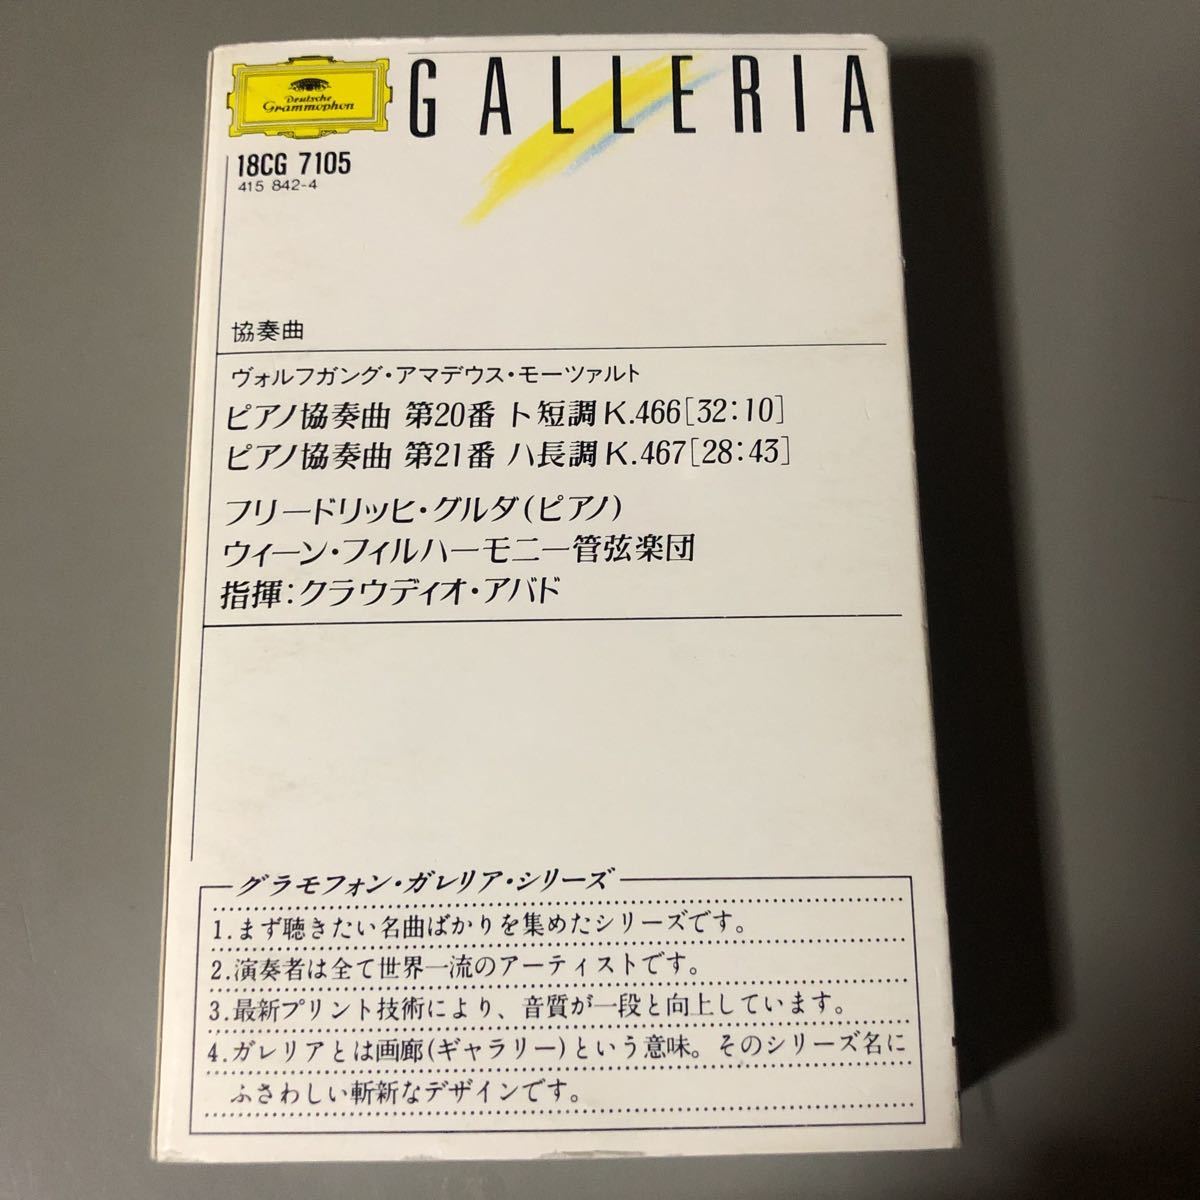 Deutsche
Grammophon
GALLERIA
18CG 7105
415 842-4
協奏曲
ヴォルフガング・アマデウス・モーツァルト
ピアノ協奏曲 第20番 ト短調K.466[32:10]
ピアノ協奏曲 第21番 ハ長調K.467[28:43]
フリードリッヒ・グルダ(ピアノ)
ウィーン・フィルハーモニー管弦楽団
指揮:クラウディオ・アバド
グラモフォン・ガレリア・シリーズ
1.まず聴きたい名曲ばかりを集めたシリーズです。
2.演奏者は全て世界一流のアーティストです。
3.最新プリント技術により、音質が一段と向上しています。
4.ガレリアとは画廊(ギャラリー)という意味。そのシリーズ名に
ふさわしい斬新なデザインです。